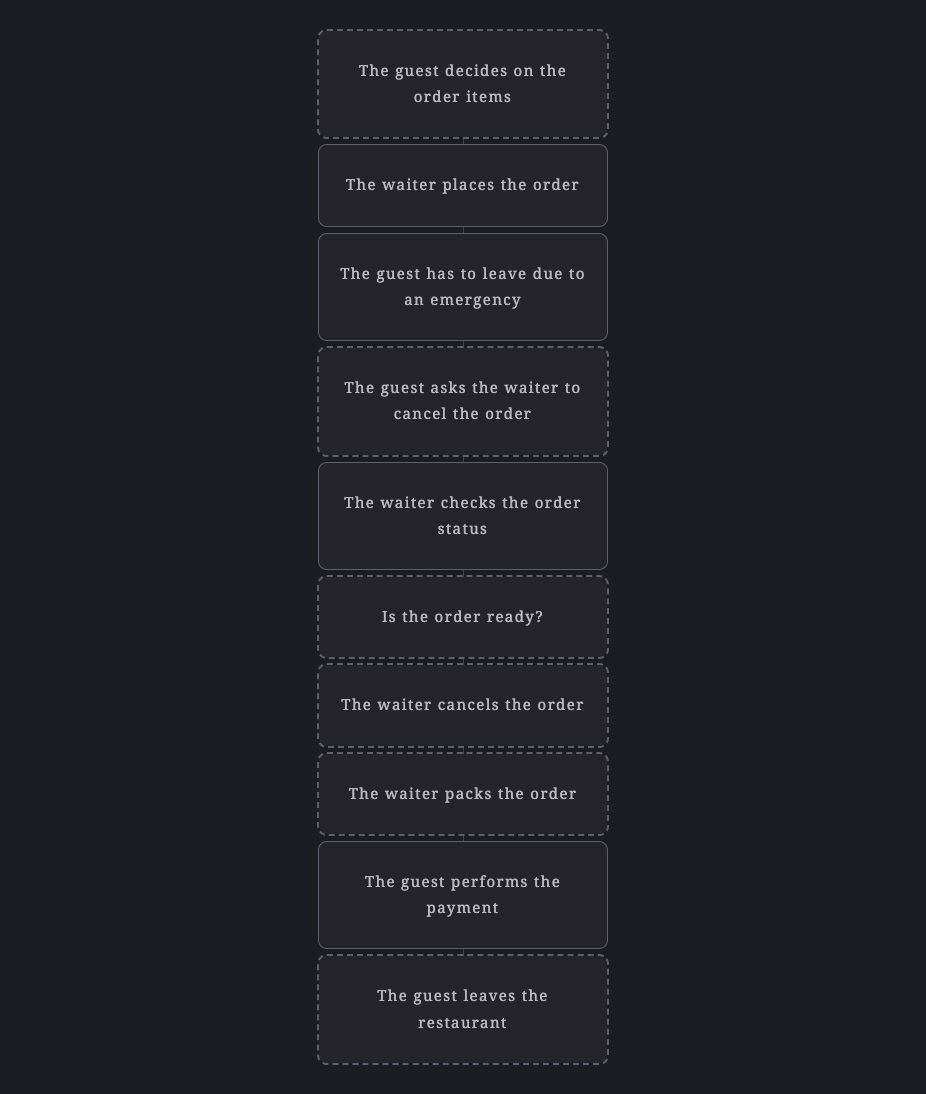 The guest decides on the
order items
The waiter places the order
The guest has to leave due to
an emergency
The guest asks the waiter to
cancel the order
The waiter checks the order
status
Is the order ready?
The waiter cancels the order
The waiter packs the order
The guest performs the
payment
The guest leaves the
restaurant